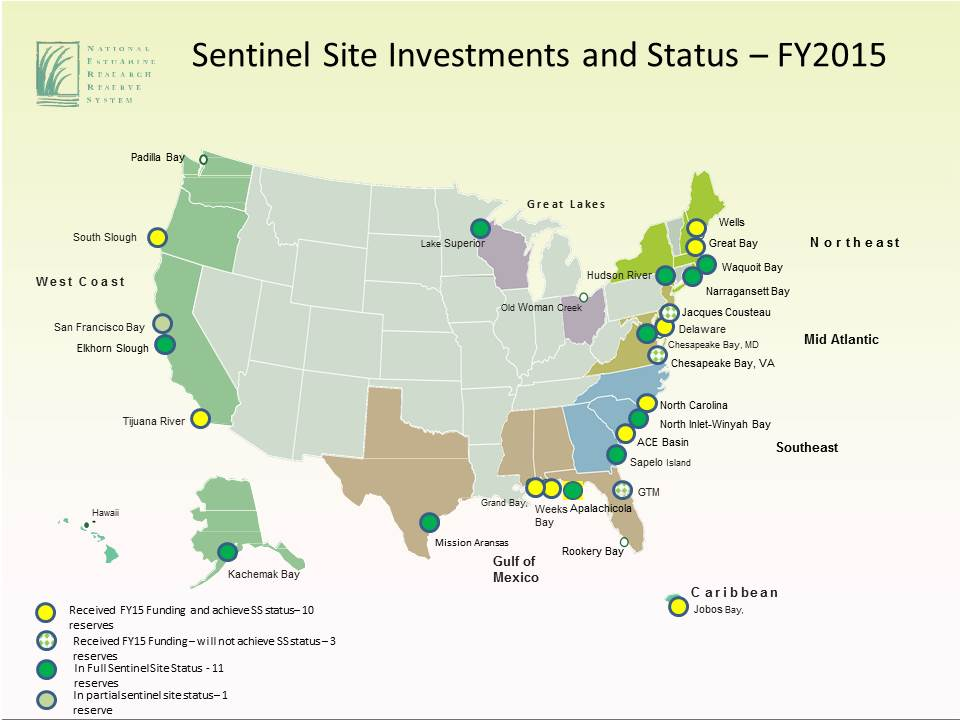 NATIONAL
ESTUARINE
RESEARCH
RESERVE
SYSTEM
Sentinel Site Investments and Status – FY2015
Padilla Bay
South Slough
West Coast
San Francisco Bay
Elkhorn Slough
Tijuana River
Great Lakes
Lake Superior
Old Woman Creek
Wells
Great Bay
Northeast
Waquoit Bay
Hudson River
Narragansett Bay
Jacques Cousteau
Delaware
Mid Atlantic
Chesapeake Bay, MD
Chesapeake Bay, VA
North Carolina
North Inlet-Winyah Bay
ACE Basin
Southeast
Sapelo Island
GTM
Grand Bay,
Weeks
Bay
Apalachicola
Rookery Bay
Mission Aransas
Gulf of
Mexico
Hawaii
Kachemak Bay
Caribbean
Jobos Bay,
Received FY15 Funding and achieve SS status– 10
reserves
Received FY15 Funding – will not achieve SS status – 3
reserves
In Full Sentinel Site Status - 11
reserves
In partial sentinel site status– 1
reserve